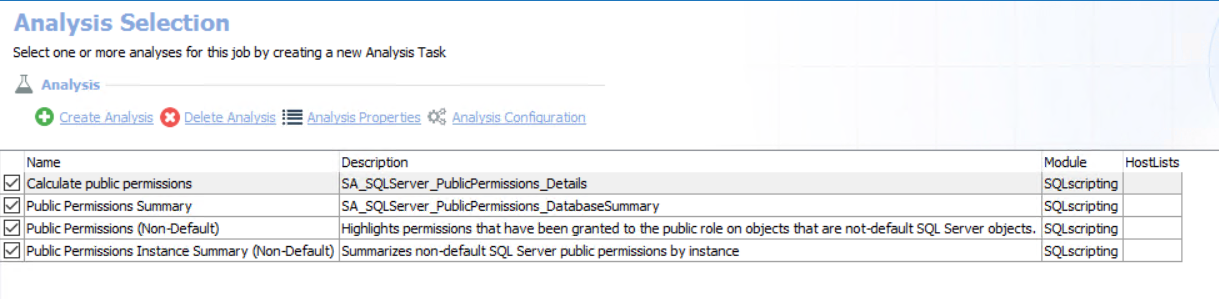 Analysis Selection
Select one or more analyses for this job by creating a new Analysis Task
Analysis
Create Analysis Delete Analysis Analysis Properties Analysis Configuration
Name Description Module HostLists
Calculate public permissions SA_SQLServer_PublicPermissions_Details SQLscripting
Public Permissions Summary SA_SQLServer_PublicPermissions_DatabaseSummary SQLscripting
Public Permissions (Non-Default) Highlights permissions that have been granted to the public role on objects that are not-default SQL Server objects. SQLscripting
Public Permissions Instance Summary (Non-Default) Summarizes non-default SQL Server public permissions by instance SQLscripting